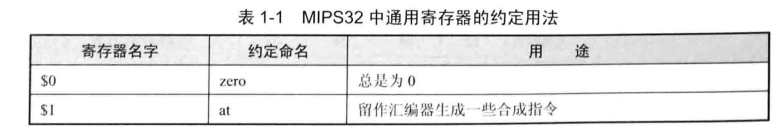 表 1-1 MIPS32 中通用寄存器的约定用法
寄存器名字 约定命名 用 途
$0 zero 总是为 0
$1 at 留作汇编器生成一些合成指令